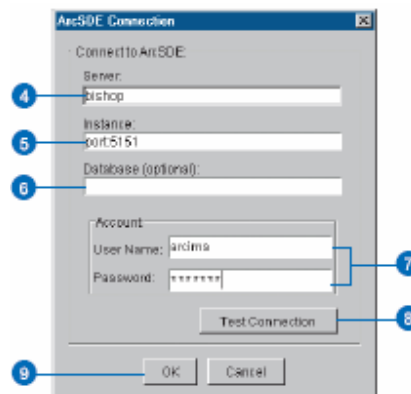 ArcSDE Connection
Connect to ArcSDE:
Server:
4
bishop
Instance:
5
port:5151
Database (optional):
6
Account
User Name: arcims
7
Password: *******
Test Connection
8
9
OK
Cancel